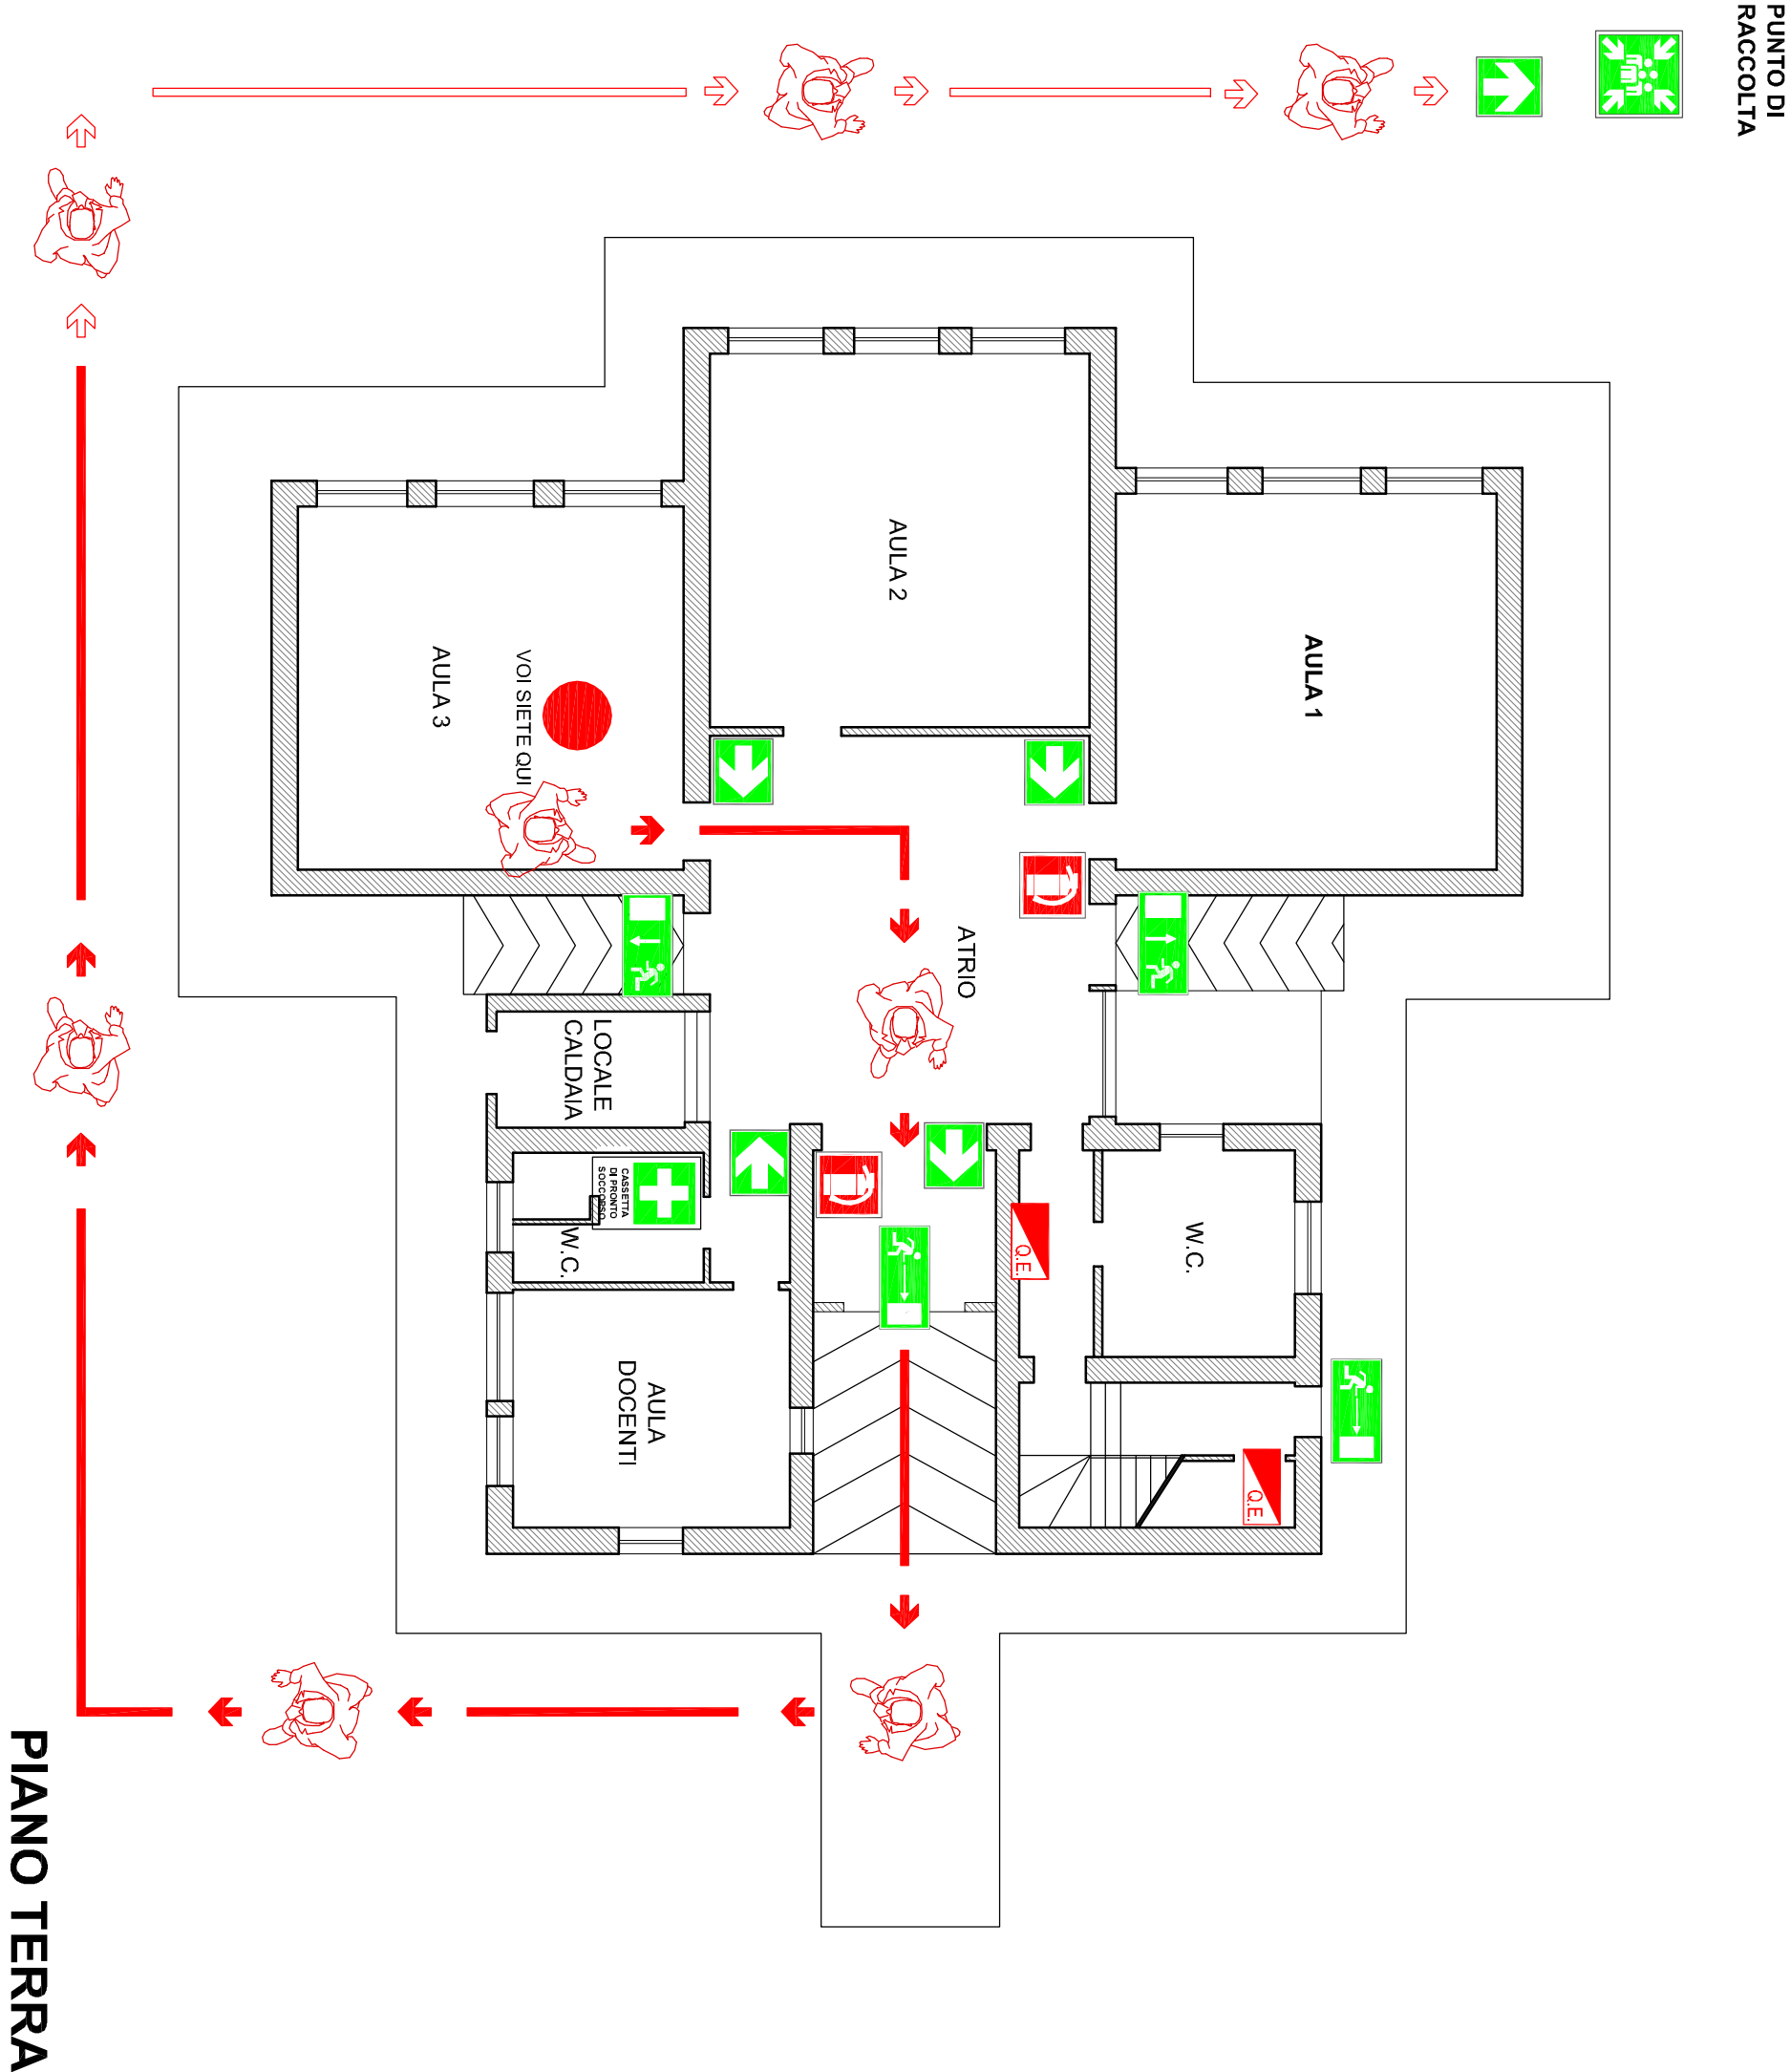 PUNTO DI
RACCOLTA
AULA 1
AULA 2
AULA 3
VOI SIETE QUI
ATRIO
LOCALE
CALDAIA
CASSETTA
DI PRONTO
SOCCORSO
W.C.
W.C.
Q.E.
Q.E.
AULA
DOCENTI
PIANO TERRA